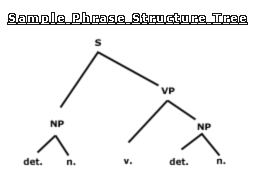 Sample Phrase Structure Tree
S
VP
NP
NP
det. n. v. det. n.